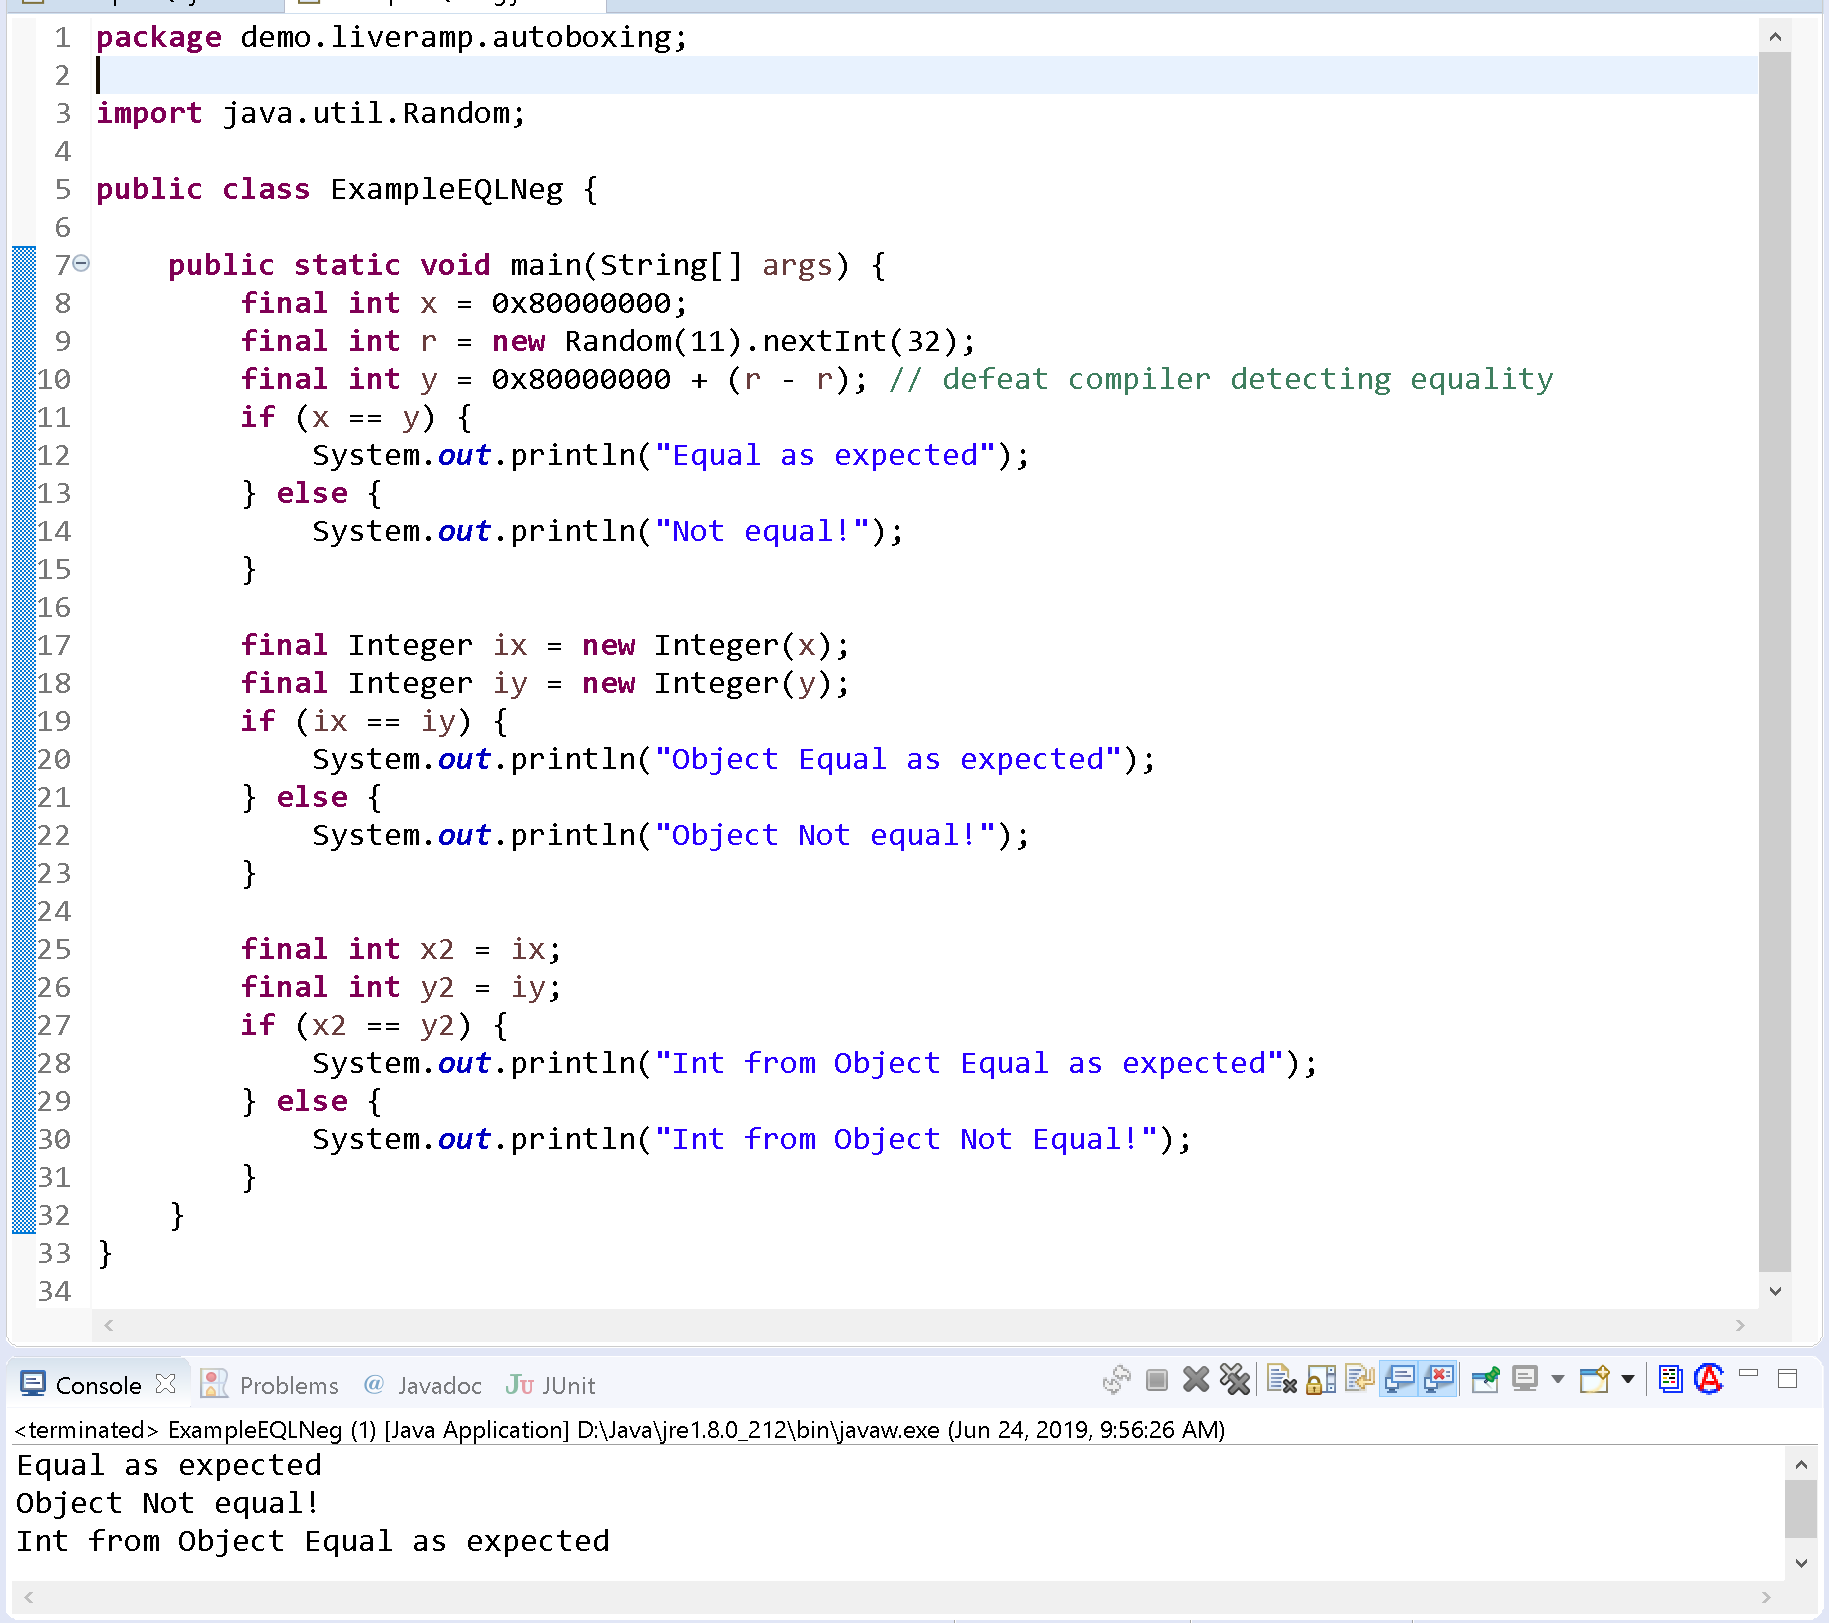 1 package demo.liveramp.autoboxing;
2
3 import java.util.Random;
4
5 public class ExampleEQLNeg {
6
7     public static void main(String[] args) {
8         final int x = 0x80000000;
9         final int r = new Random(11).nextInt(32);
10         final int y = 0x80000000 + (r - r); // defeat compiler detecting equality
11         if (x == y) {
12             System.out.println("Equal as expected");
13         } else {
14             System.out.println("Not equal!");
15         }
16
17         final Integer ix = new Integer(x);
18         final Integer iy = new Integer(y);
19         if (ix == iy) {
20             System.out.println("Object Equal as expected");
21         } else {
22             System.out.println("Object Not equal!");
23         }
24
25         final int x2 = ix;
26         final int y2 = iy;
27         if (x2 == y2) {
28             System.out.println("Int from Object Equal as expected");
29         } else {
30             System.out.println("Int from Object Not Equal!");
31         }
32     }
33 }
34
Console Problems @ Javadoc Ju JUnit
<terminated> ExampleEQLNeg (1) [Java Application] D:\Java\jre1.8.0_212\bin\javaw.exe (Jun 24, 2019, 9:56:26 AM)
Equal as expected
Object Not equal!
Int from Object Equal as expected